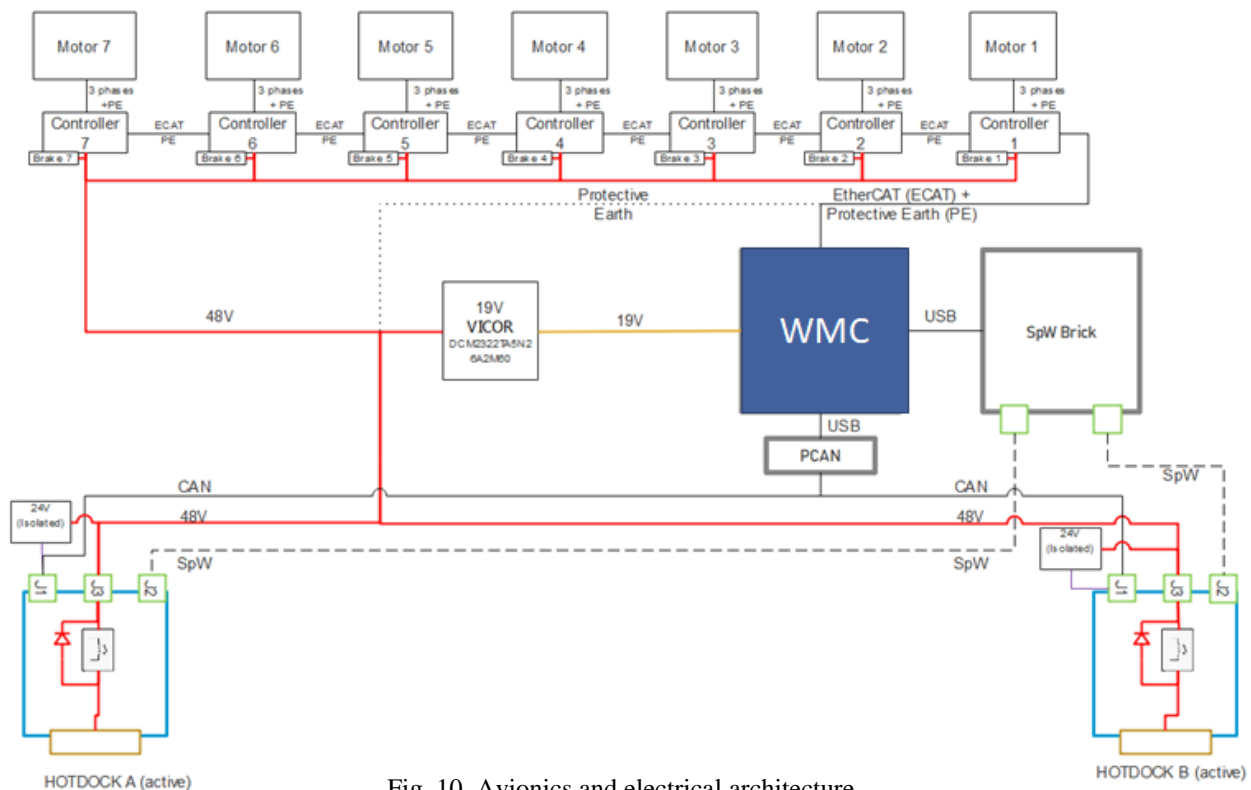 Motor 7
Motor 6
Motor 5
Motor 4
Motor 3
Motor 2
Motor 1
3 phases
+PE
3 phases
+ PE
3 phases
+ PE
3 phases
+ PE
3 phases
+ PE
3 phases
+ PE
3 phases
+ PE
Controller
7
ECAT
PE
Controller
6
ECAT
PE
Controller
5
ECAT
PE
Controller
4
ECAT
PE
Controller
3
ECAT
PE
Controller
2
ECAT
PE
Controller
1
Brake 7
Brake 6
Brake 5
Brake 4
Brake 3
Brake 2
Brake 1
Protective
Earth
EtherCAT (ECAT) +
Protective Earth (PE)
48V
19V
VICOR
DCM2322TA5N2
6A2M60
19V
WMC
USB
SpW Brick
USB
PCAN
CAN
CAN
SpW
24V
(Isolated)
48V
48V
24V
(Isolated)
SpW
SpW
J1
J3
J2
J1
J3
J2
HOTDOCK A (active)
HOTDOCK B (active)
Fig. 10. Avionics and electrical architecture